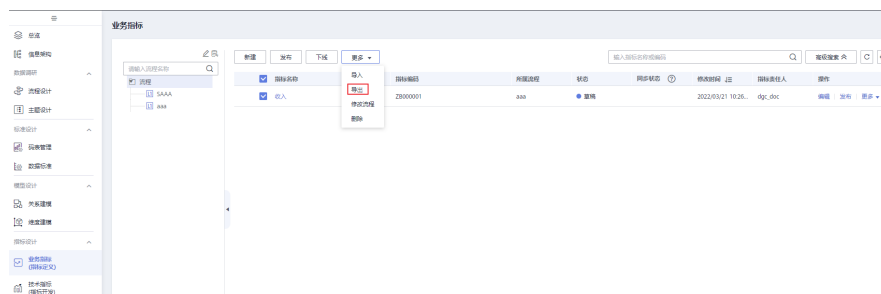 业务指标
总览
信息架构
数据调研
流程设计
主题设计
标准设计
码表管理
数据标准
模型设计
关系建模
维度建模
指标设计
业务指标
(指标定义)
技术指标
(指标开发)
请输入流程名称
流程
SAAA
aaa
新建 发布 下线 更多
输入指标名称或编码
高级搜索
导入
导出
修改流程
删除
指标名称 指标编码 所属流程 状态 同步状态 修改时间 指标责任人 操作
收入 ZB000001 aaa 草稿 2022/03/21 10:26... dgc_doc 编辑 发布 更多